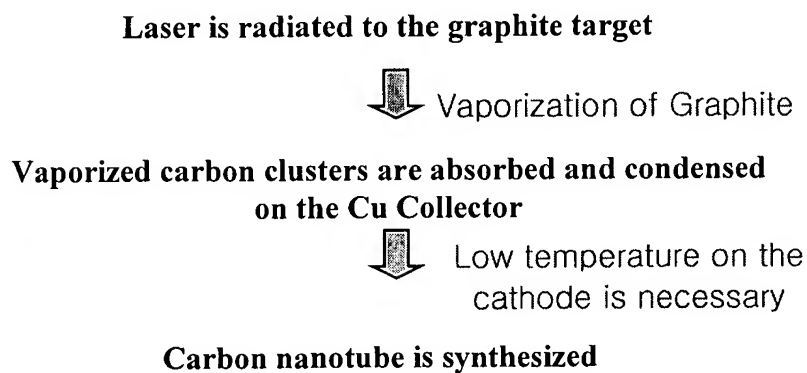 Laser is radiated to the graphite target
Vaporization of Graphite
Vaporized carbon clusters are absorbed and condensed
on the Cu Collector
Low temperature on the
cathode is necessary
Carbon nanotube is synthesized